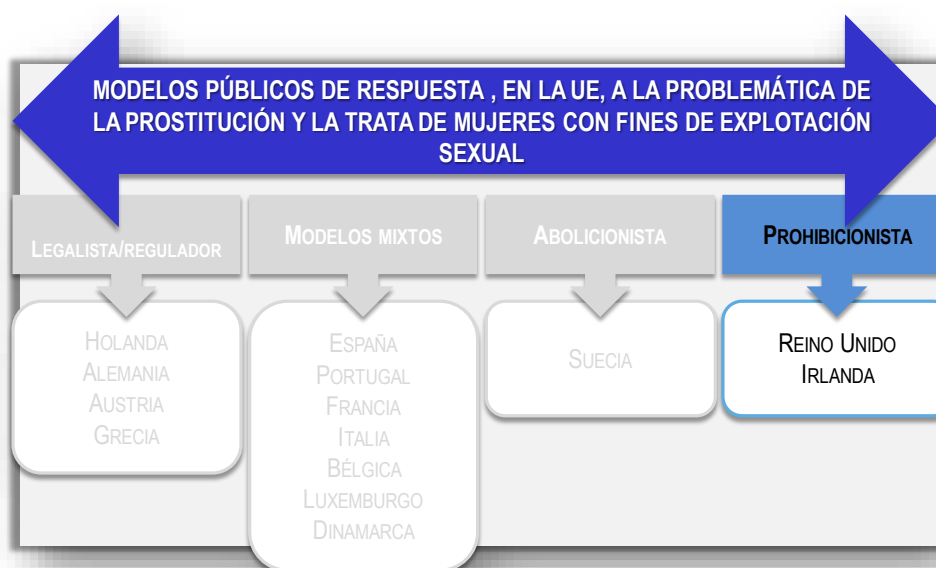 MODELOS PÚBLICOS DE RESPUESTA , EN LA UE, A LA PROBLEMÁTICA DE
LA PROSTITUCIÓN Y LA TRATA DE MUJERES CON FINES DE EXPLOTACIÓN
SEXUAL
LEGALISTA/REGULADOR
HOLANDA
ALEMANIA
AUSTRIA
GRECIA
MODELOS MIXTOS
ESPAÑA
PORTUGAL
FRANCIA
ITALIA
BÉLGICA
LUXEMBURGO
DINAMARCA
ABOLICIONISTA
SUECIA
PROHIBICIONISTA
REINO UNIDO
IRLANDA